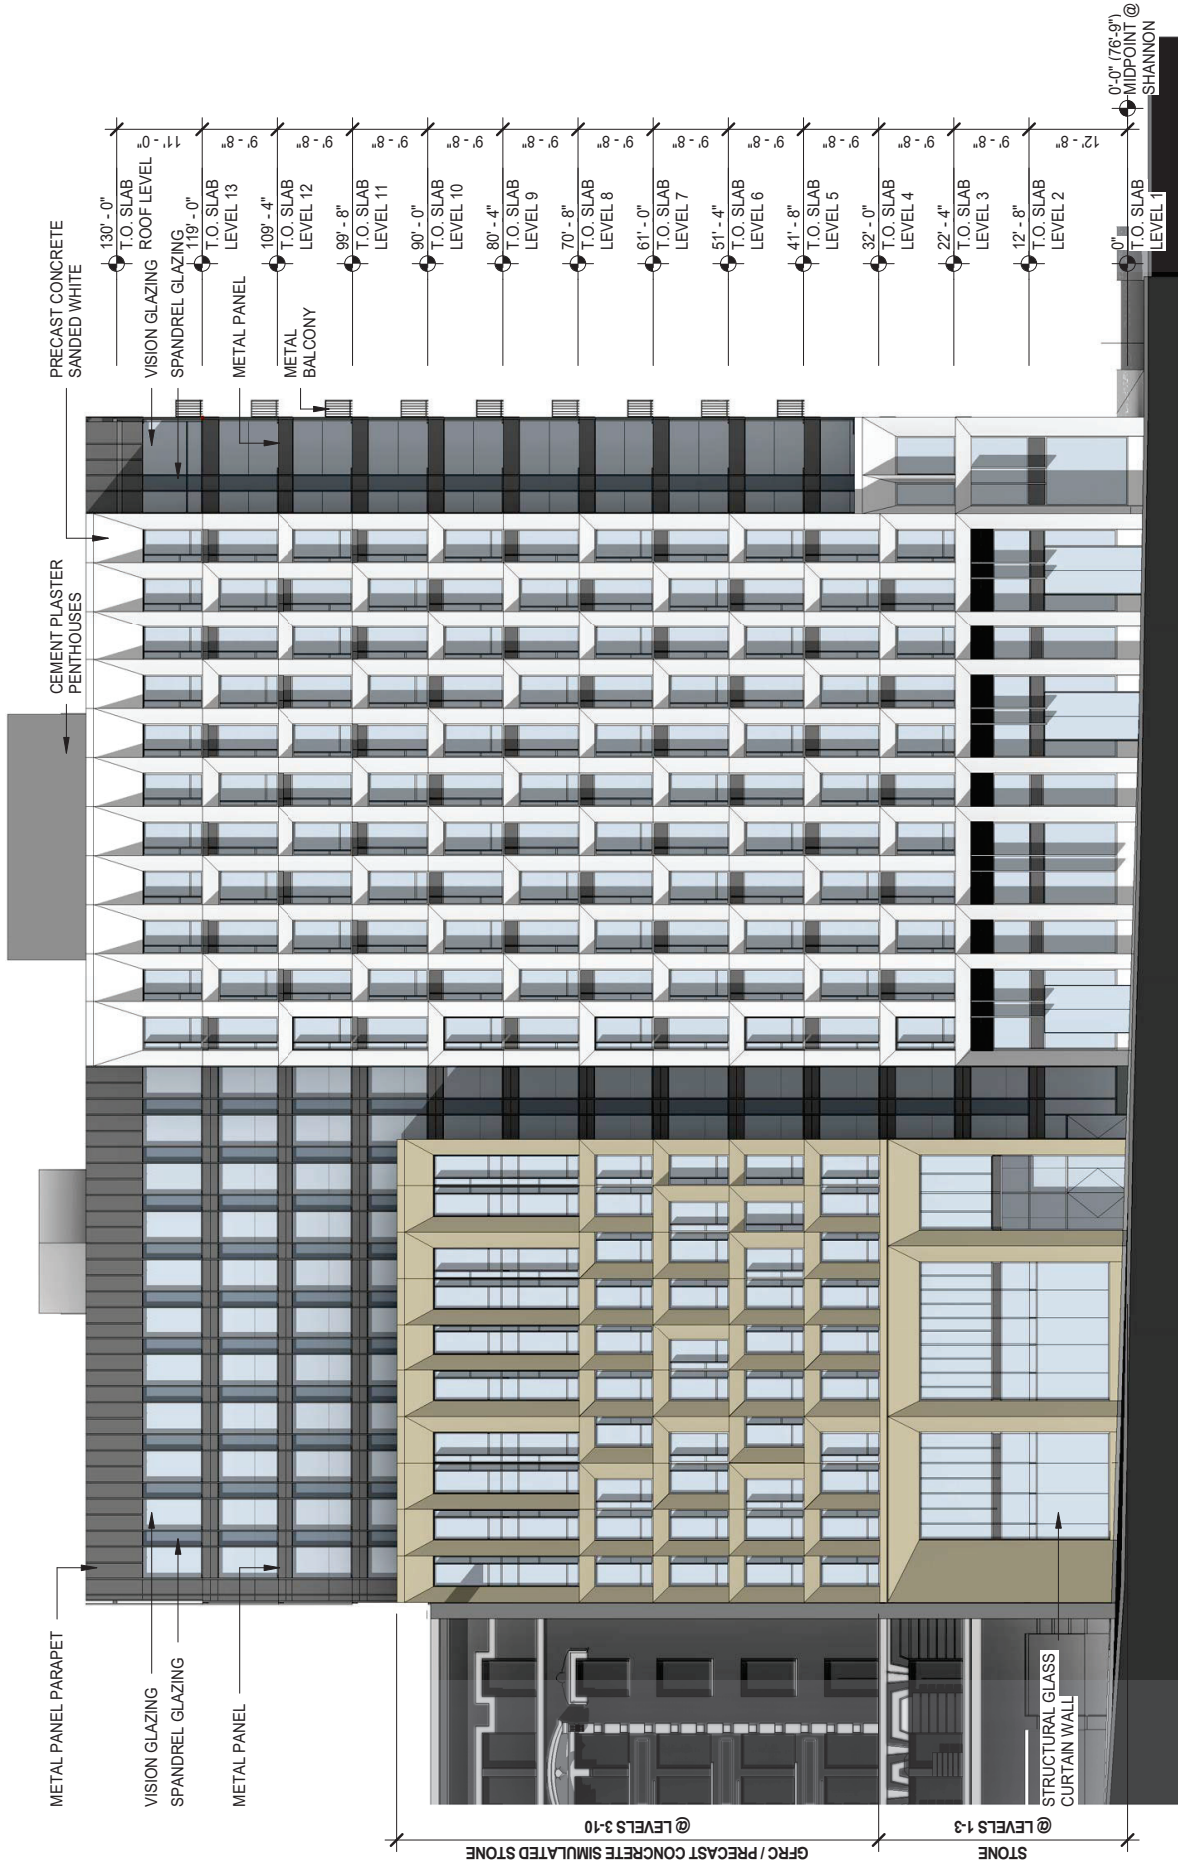 PRECAST CONCRETE
SANDED WHITE
CEMENT PLASTER
PENTHOUSES
VISION GLAZING
SPANDREL GLAZING
METAL PANEL
METAL
BALCONY
METAL PANEL PARAPET
VISION GLAZING
SPANDREL GLAZING
METAL PANEL
STRUCTURAL GLASS
CURTAIN WALL
130' - 0"
T.O. SLAB
ROOF LEVEL
119' - 0"
T.O. SLAB
LEVEL 13
109' - 4"
T.O. SLAB
LEVEL 12
99' - 8"
T.O. SLAB
LEVEL 11
90' - 0"
T.O. SLAB
LEVEL 10
80' - 4"
T.O. SLAB
LEVEL 9
70' - 8"
T.O. SLAB
LEVEL 8
61' - 0"
T.O. SLAB
LEVEL 7
51' - 4"
T.O. SLAB
LEVEL 6
41' - 8"
T.O. SLAB
LEVEL 5
32' - 0"
T.O. SLAB
LEVEL 4
22' - 4"
T.O. SLAB
LEVEL 3
12' - 8"
T.O. SLAB
LEVEL 2
0"
T.O. SLAB
LEVEL 1
11' - 0"
9' - 8"
9' - 8"
9' - 8"
9' - 8"
9' - 8"
9' - 8"
9' - 8"
9' - 8"
9' - 8"
9' - 8"
9' - 8"
12' - 8"
0'-0" (76'-9")
MIDPOINT @
SHANNON
GFRC / PRECAST CONCRETE SIMULATED STONE
@ LEVELS 3-10
STONE
@ LEVELS 1-3